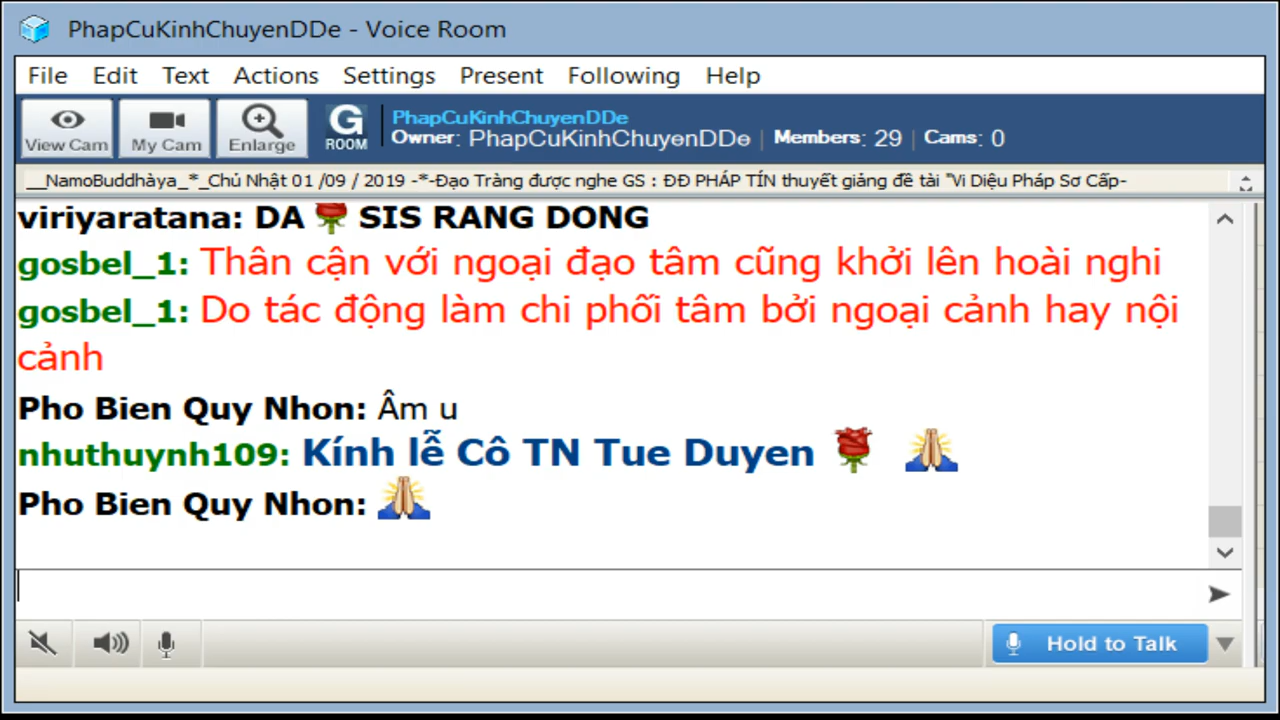 PhapCuKinhChuyenDDe - Voice Room
File Edit Text Actions Settings Present Following Help
View Cam My Cam Enlarge G ROOM PhapCuKinhChuyenDDe
Owner: PhapCuKinhChuyenDDe | Members: 29 | Cams: 0
__NamoBuddhàya_*_Chủ Nhật 01 /09 / 2019 -*-Đạo Tràng được nghe GS : ĐĐ PHÁP TÍN thuyết giảng đề tài "Vi Diệu Pháp Sơ Cấp-
viriyaratana: DA 🌹 SIS RANG DONG
gosbel_1: Thân cận với ngoại đạo tâm cũng khởi lên hoài nghi
gosbel_1: Do tác động làm chi phối tâm bởi ngoại cảnh hay nội
cảnh
Pho Bien Quy Nhon: Âm u
nhuthuynh109: Kính lễ Cô TN Tue Duyen 🌹 🙏
Pho Bien Quy Nhon: 🙏
Hold to Talk